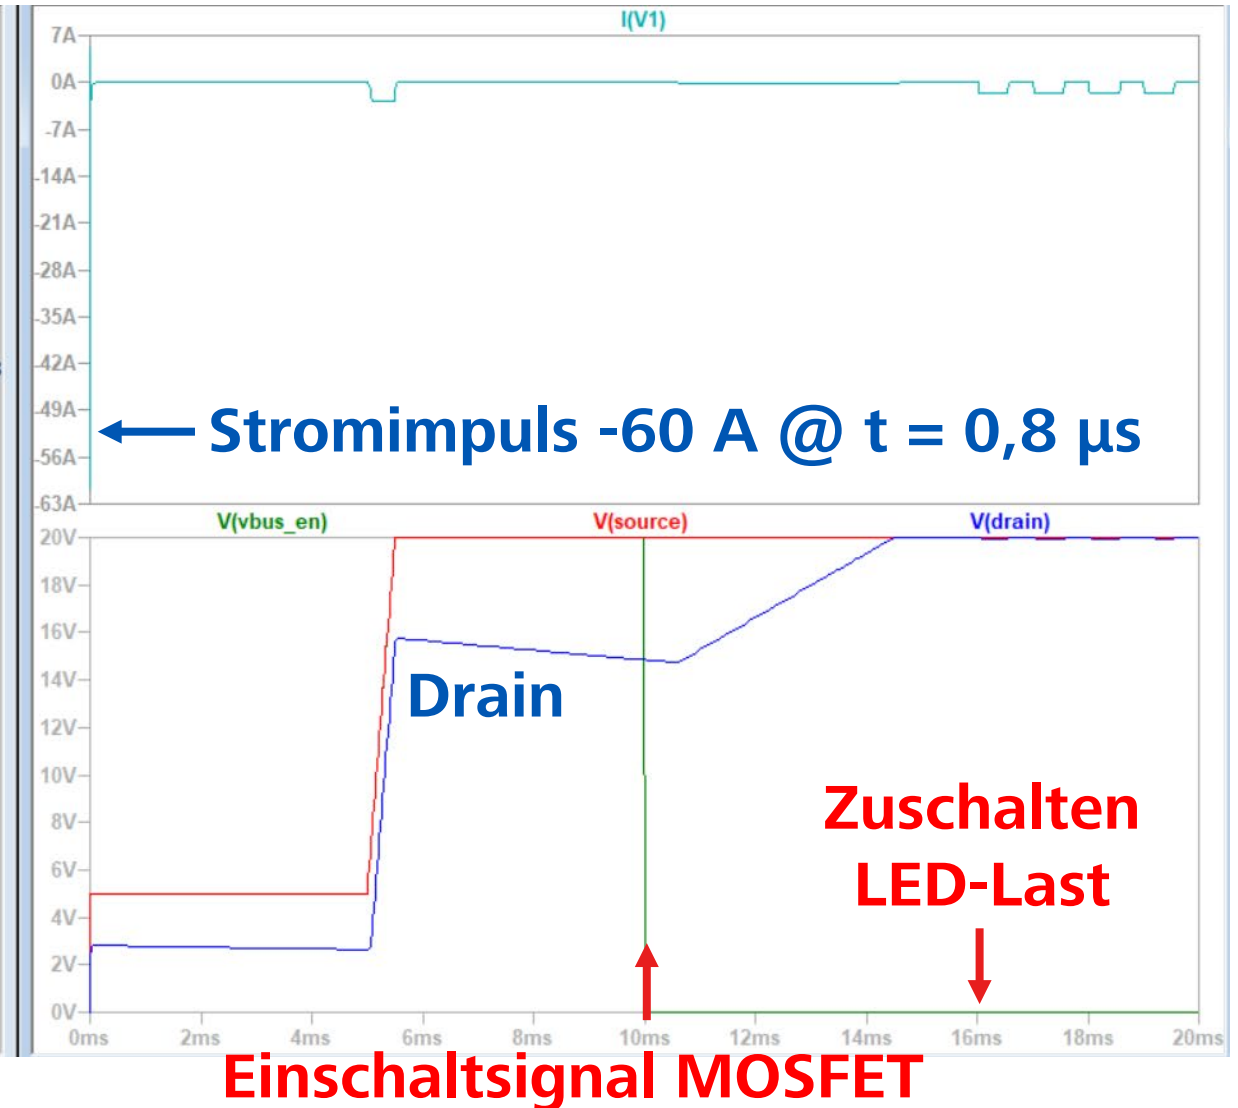 I(V1)
7A
0A
-7A
-14A
-21A
-28A
-35A
-42A
-49A
Stromimpuls -60 A @ t = 0,8 µs
-56A
-63A
V(vbus_en) V(source) V(drain)
20V
18V
16V
14V
Drain
12V
10V
Zuschalten
8V
6V
LED-Last
4V
2V
0V
0ms 2ms 4ms 6ms 8ms 10ms 12ms 14ms 16ms 18ms 20ms
Einschaltsignal MOSFET